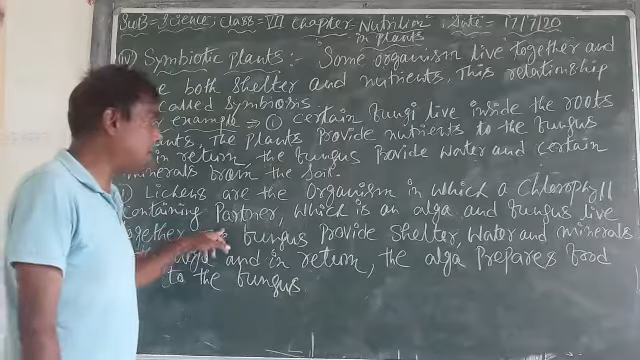 SUB = Science, class = VII chapter - Nutrition in plants, Date = 17/7/20
(iv) Symbiotic plants :- Some organism live together and
both shelter and nutrients, This relationship
called Symbiosis.
example => (i) certain fungi live inside the roots
plants, The plants provide nutrients to the fungus
in return, the fungus provide water and certain
minerals from the soil.
Lichens are the organism in which a chlorophyll
containing Partner, which is an alga and fungus live
together fungus provide shelter, water and minerals
and in return, the alga prepares food
to the fungus